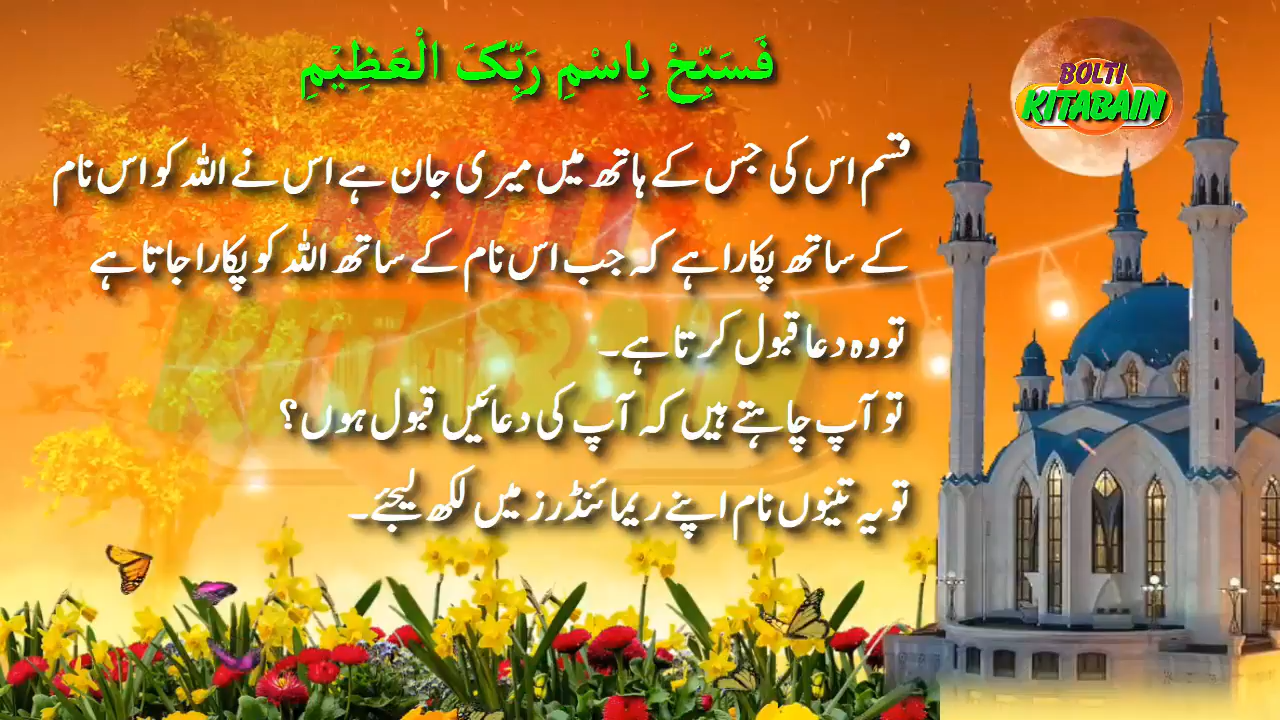 فَسَبِّحْ بِاسْمِ رَبِّکَ الْعَظِیْمِ
BOLTI
KITABAIN
قسم اس کی جس کے ہاتھ میں میری جان ہے اس نے اللہ کو اس نام
کے ساتھ پکارا ہے کہ جب اس نام کے ساتھ اللہ کو پکارا جاتا ہے
تو وہ دعا قبول کرتا ہے۔
تو آپ چاہتے ہیں کہ آپ کی دعائیں قبول ہوں؟
تو یہ تینوں نام اپنے ریمائنڈرز میں لکھ لیجئے۔
KITABAIN